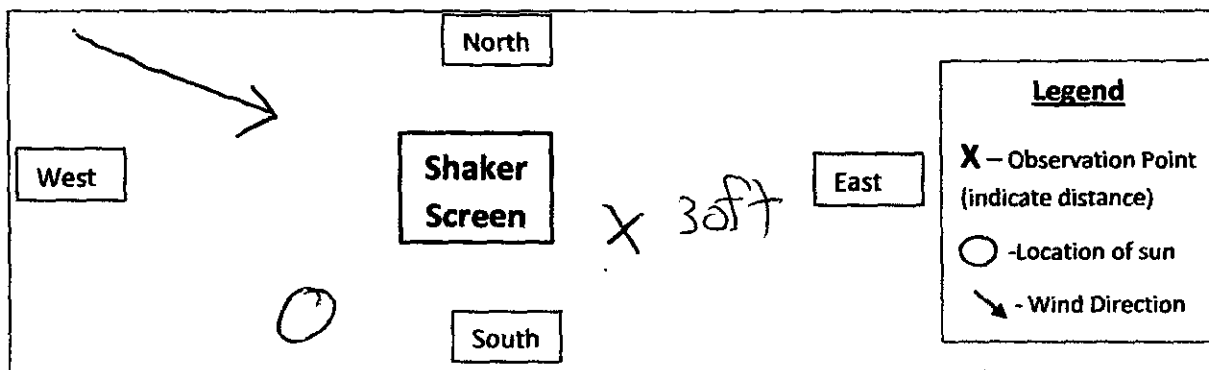 North
West
Shaker
Screen
X 30ft
East
South
Legend
X – Observation Point
(indicate distance)
-Location of sun
- Wind Direction